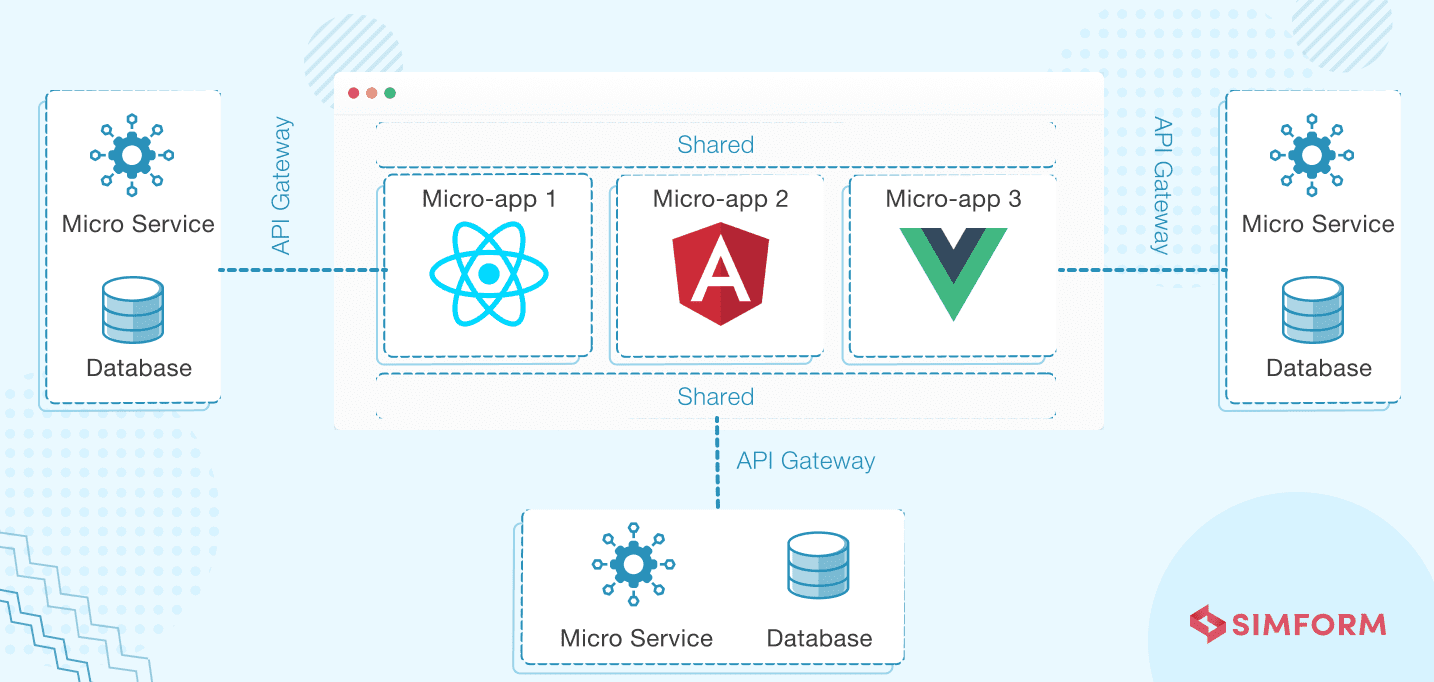 Micro Service
Database
API Gateway
Shared
Micro-app 1
Micro-app 2
Micro-app 3
Shared
API Gateway
Micro Service
Database
API Gateway
Micro Service
Database
SIMFORM